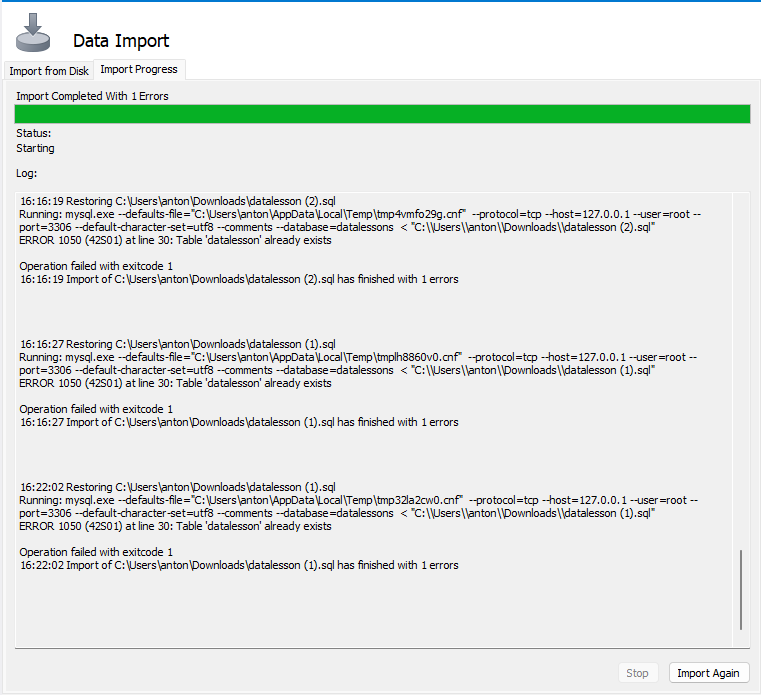 Data Import
Import from Disk
Import Progress
Import Completed With 1 Errors
Status:
Starting
Log:
16:16:19 Restoring C:\Users\anton\Downloads\datalesson (2).sql
Running: mysql.exe --defaults-file="C:\Users\anton\AppData\Local\Temp\tmp4vmfo29g.cnf"  --protocol=tcp --host=127.0.0.1 --user=root --
port=3306 --default-character-set=utf8 --comments --database=datalessons  < "C:\\Users\\anton\\Downloads\\datalesson (2).sql"
ERROR 1050 (42S01) at line 30: Table 'datalesson' already exists
Operation failed with exitcode 1
16:16:19 Import of C:\Users\anton\Downloads\datalesson (2).sql has finished with 1 errors
16:16:27 Restoring C:\Users\anton\Downloads\datalesson (1).sql
Running: mysql.exe --defaults-file="C:\Users\anton\AppData\Local\Temp\tmplh8860v0.cnf"  --protocol=tcp --host=127.0.0.1 --user=root --
port=3306 --default-character-set=utf8 --comments --database=datalessons  < "C:\\Users\\anton\\Downloads\\datalesson (1).sql"
ERROR 1050 (42S01) at line 30: Table 'datalesson' already exists
Operation failed with exitcode 1
16:16:27 Import of C:\Users\anton\Downloads\datalesson (1).sql has finished with 1 errors
16:22:02 Restoring C:\Users\anton\Downloads\datalesson (1).sql
Running: mysql.exe --defaults-file="C:\Users\anton\AppData\Local\Temp\tmp32la2cw0.cnf"  --protocol=tcp --host=127.0.0.1 --user=root --
port=3306 --default-character-set=utf8 --comments --database=datalessons  < "C:\\Users\\anton\\Downloads\\datalesson (1).sql"
ERROR 1050 (42S01) at line 30: Table 'datalesson' already exists
Operation failed with exitcode 1
16:22:02 Import of C:\Users\anton\Downloads\datalesson (1).sql has finished with 1 errors
Stop
Import Again